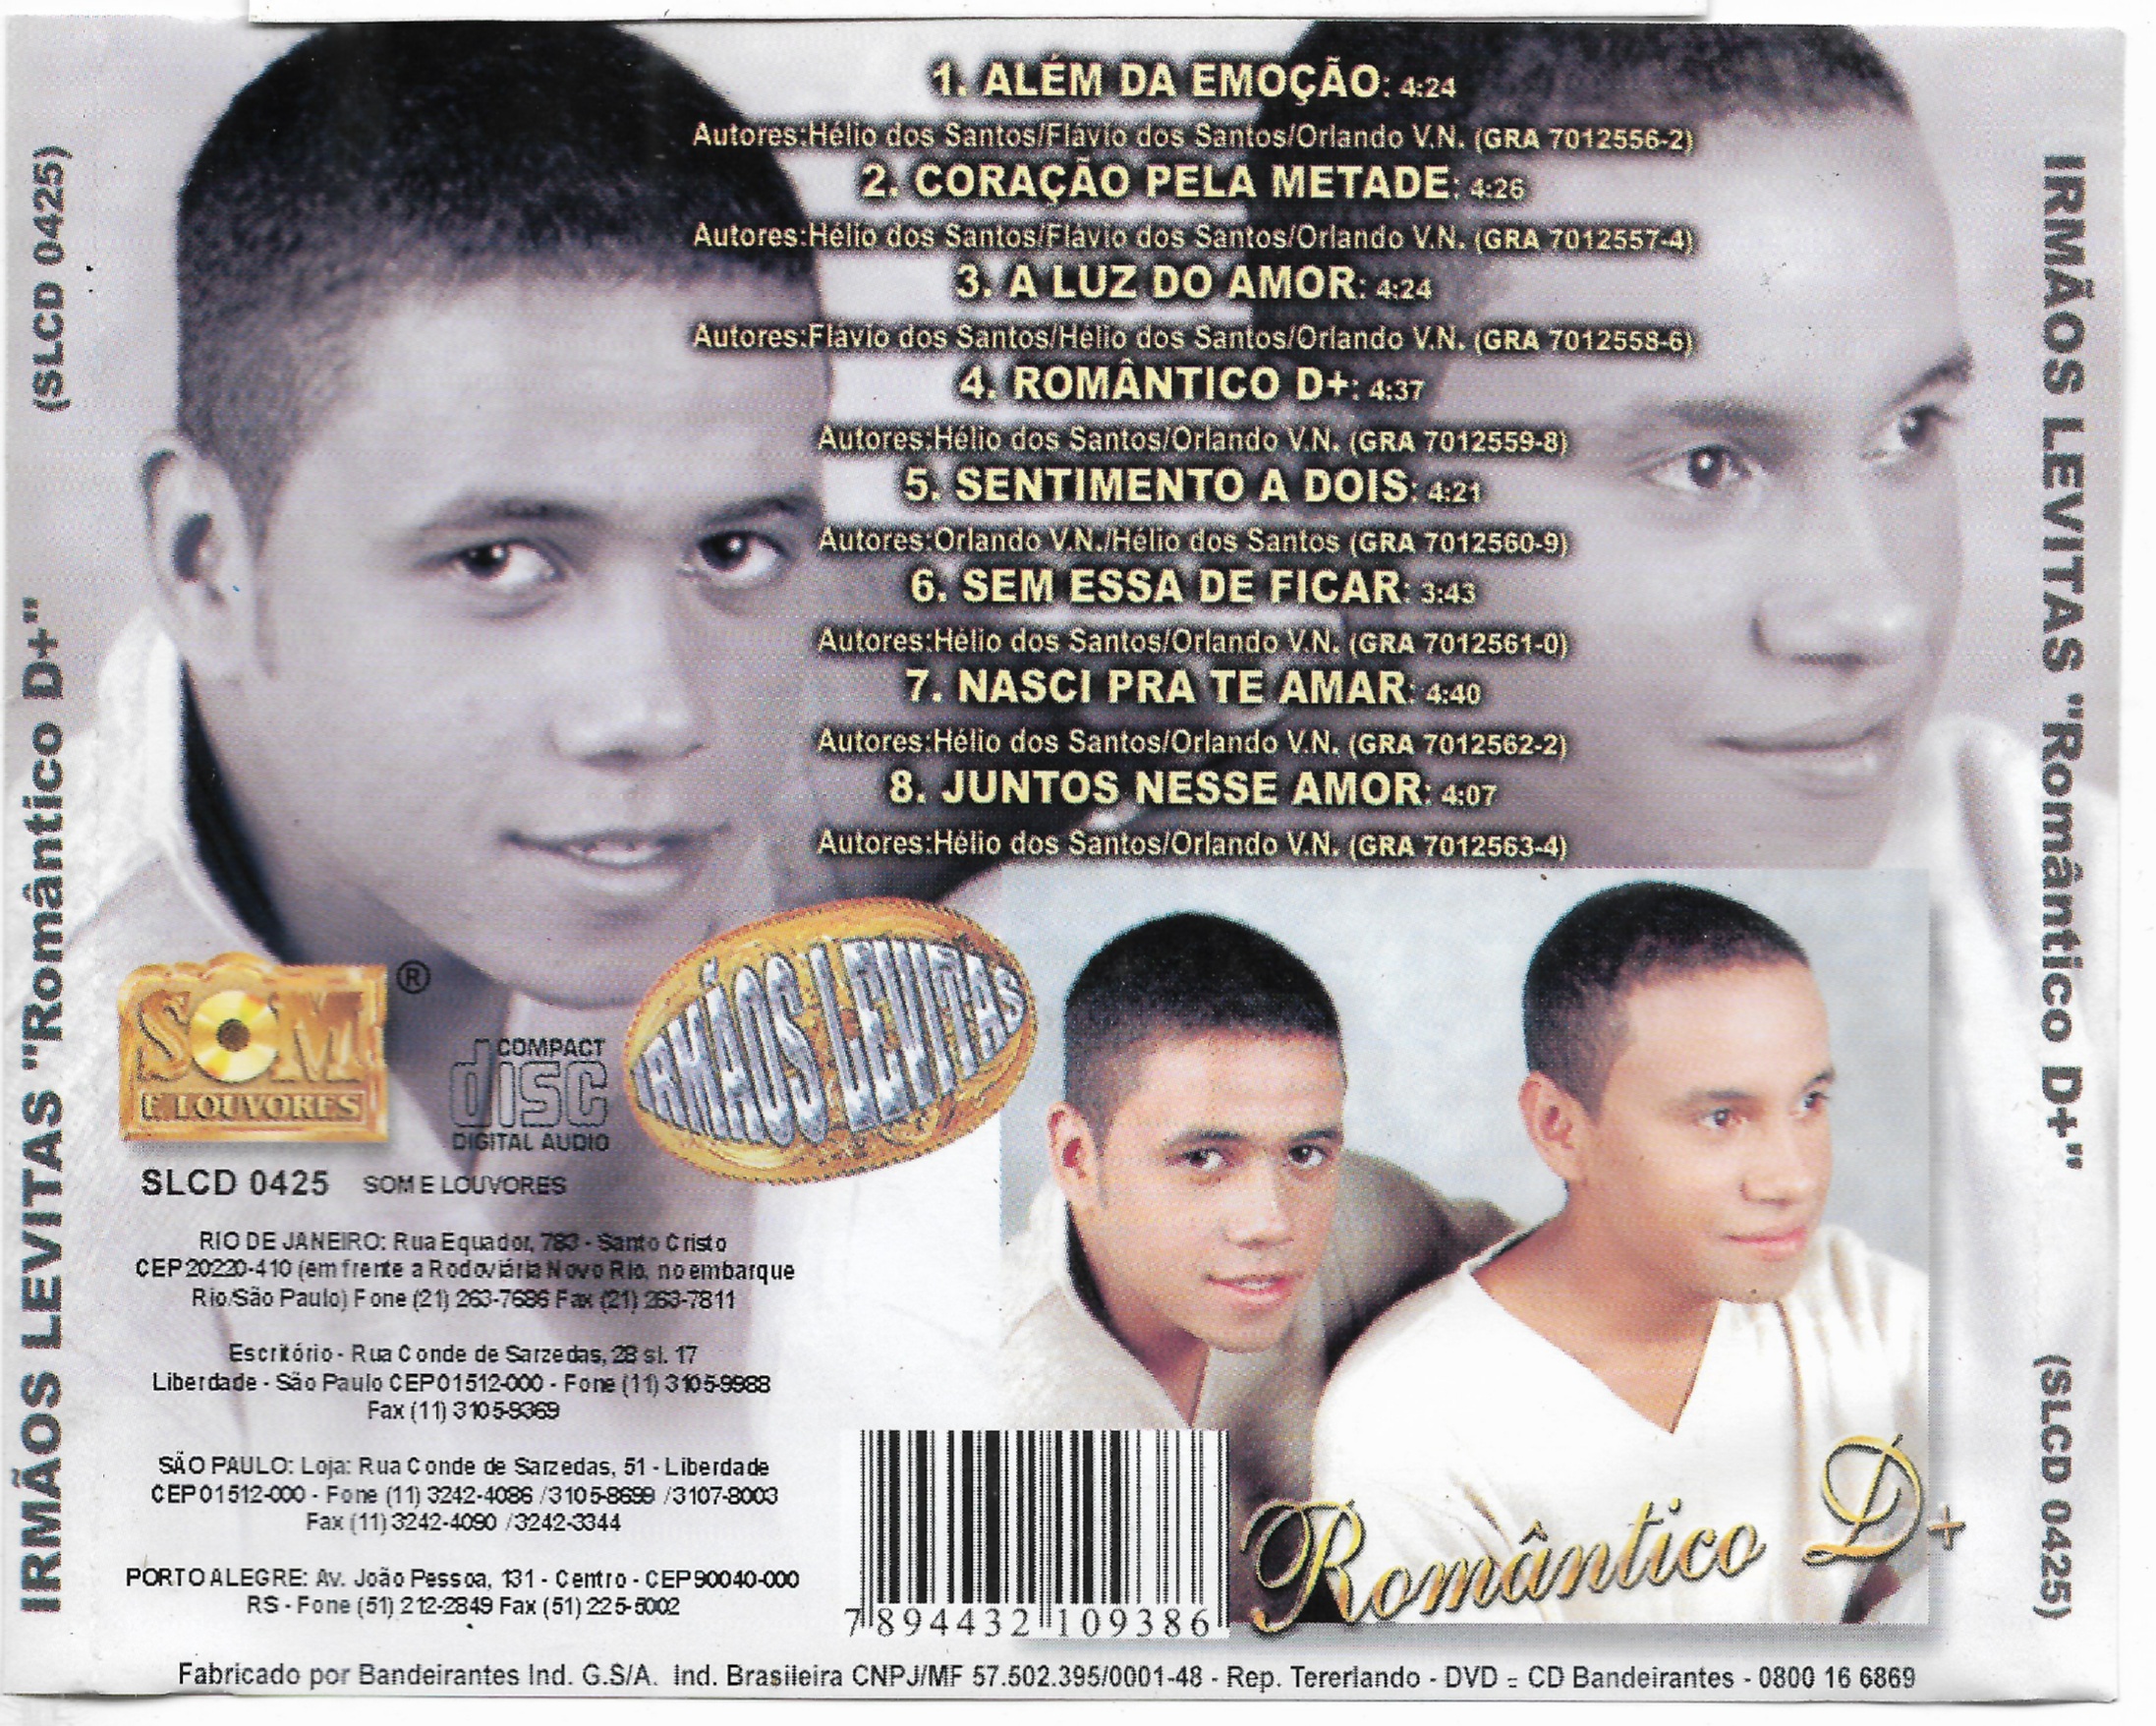 1. ALÉM DA EMOÇÃO: 4:24
Autores:Hélio dos Santos/Flávio dos Santos/Orlando V.N. (GRA 7012556-2)
2. CORAÇÃO PELA METADE: 4:26
Autores:Hélio dos Santos/Flávio dos Santos/Orlando V.N. (GRA 7012557-4)
3. A LUZ DO AMOR: 4:24
Autores:Flávio dos Santos/Hélio dos Santos/Orlando V.N. (GRA 7012558-6)
4. ROMÂNTICO D+: 4:37
Autores:Hélio dos Santos/Orlando V.N. (GRA 7012559-8)
5. SENTIMENTO A DOIS: 4:21
Autores:Orlando V.N./Hélio dos Santos (GRA 7012560-9)
6. SEM ESSA DE FICAR: 3:43
Autores:Hélio dos Santos/Orlando V.N. (GRA 7012561-0)
7. NASCI PRA TE AMAR: 4:40
Autores:Hélio dos Santos/Orlando V.N. (GRA 7012562-2)
8. JUNTOS NESSE AMOR: 4:07
Autores:Hélio dos Santos/Orlando V.N. (GRA 7012563-4)
IRMÃOS LEVITAS "Romântico D+" (SLCD 0425)
IRMÃOS LEVITAS "Romântico D+" (SLCD 0425)
SOM ®
E LOUVORES
COMPACT
disc
DIGITAL AUDIO
IRMÃOS LEVITAS
SLCD 0425 SOM E LOUVORES
RIO DE JANEIRO: Rua Equador, 783 - Santo Cristo
CEP 20220-410 (em frente a Rodoviária Novo Rio, no embarque
Rio/São Paulo) Fone (21) 263-7686 Fax (21) 263-7811
Escritório - Rua Conde de Sarzedas, 28 sl. 17
Liberdade - São Paulo CEP 01512-000 - Fone (11) 3105-9988
Fax (11) 3105-9369
SÃO PAULO: Loja: Rua Conde de Sarzedas, 51 - Liberdade
CEP 01512-000 - Fone (11) 3242-4086 /3105-8699 /3107-8003
Fax (11) 3242-4090 /3242-3344
PORTO ALEGRE: Av. João Pessoa, 131 - Centro - CEP 90040-000
RS - Fone (51) 212-2849 Fax (51) 225-5002
7 894432 109386
Romântico D+
Fabricado por Bandeirantes Ind. G.S/A. Ind. Brasileira CNPJ/MF 57.502.395/0001-48 - Rep. Tererlando - DVD - CD Bandeirantes - 0800 16 6869